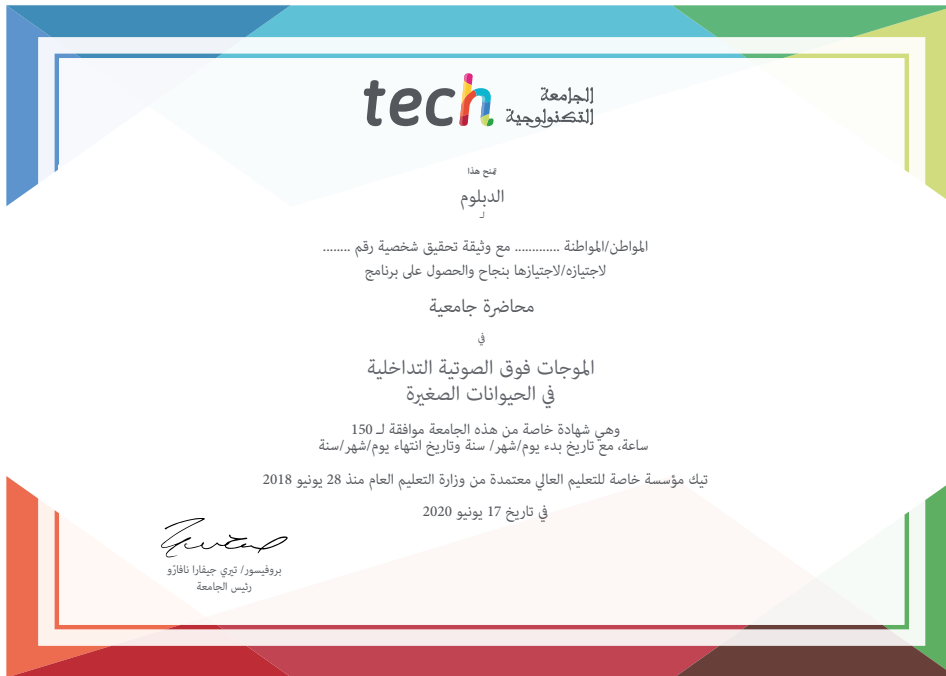 tech الجامعة
التكنولوجية
يمنح هذا
الدبلوم
لـ
المواطن/المواطنة ............. مع وثيقة تحقيق شخصية رقم ........
لاجتيازه/لاجتيازها بنجاح والحصول على برنامج
محاضرة جامعية
في
الموجات فوق الصوتية التداخلية
في الحيوانات الصغيرة
وهي شهادة خاصة من هذه الجامعة موافقة لـ 150
ساعة، مع تاريخ بدء يوم/شهر/ سنة وتاريخ انتهاء يوم/شهر/سنة
تيك مؤسسة خاصة للتعليم العالي معتمدة من وزارة التعليم العام منذ 28 يونيو 2018
في تاريخ 17 يونيو 2020
بروفيسور/ تيري جيفارا نافارّو
رئيس الجامعة